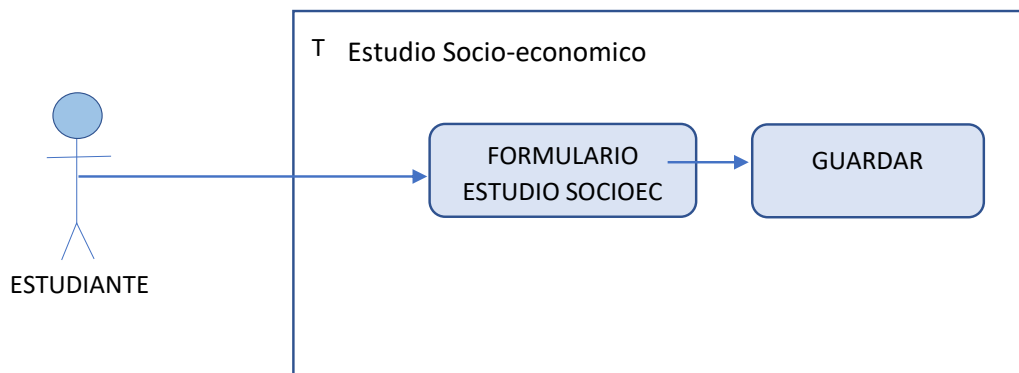 T Estudio Socio-economico
FORMULARIO
ESTUDIO SOCIOEC
GUARDAR
ESTUDIANTE